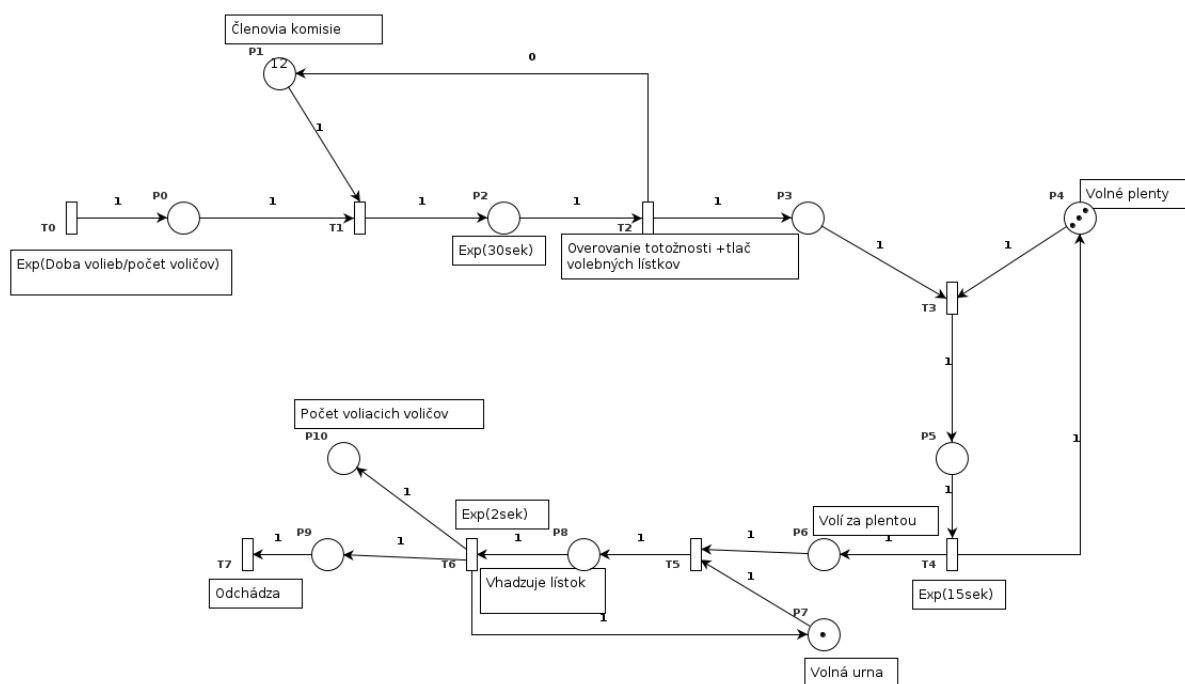 Členovia komisie
P1
12
0
1
Volné plenty
P4
1
P0
1
P2
1
1
1
P3
T0
T1
T2
1
1
Exp(Doba volieb/počet voličov)
Exp(30sek)
Overovanie totožnosti +tlač
volebných lístkov
T3
1
Počet voliacich voličov
P10
P5
1
1
1
Exp(2sek)
Volí za plentou
1
P9
1
1
P8
1
1
P6
1
T7
T6
T5
T4
Odchádza
Vhadzuje lístok
1
Exp(15sek)
1
P7
Volná urna